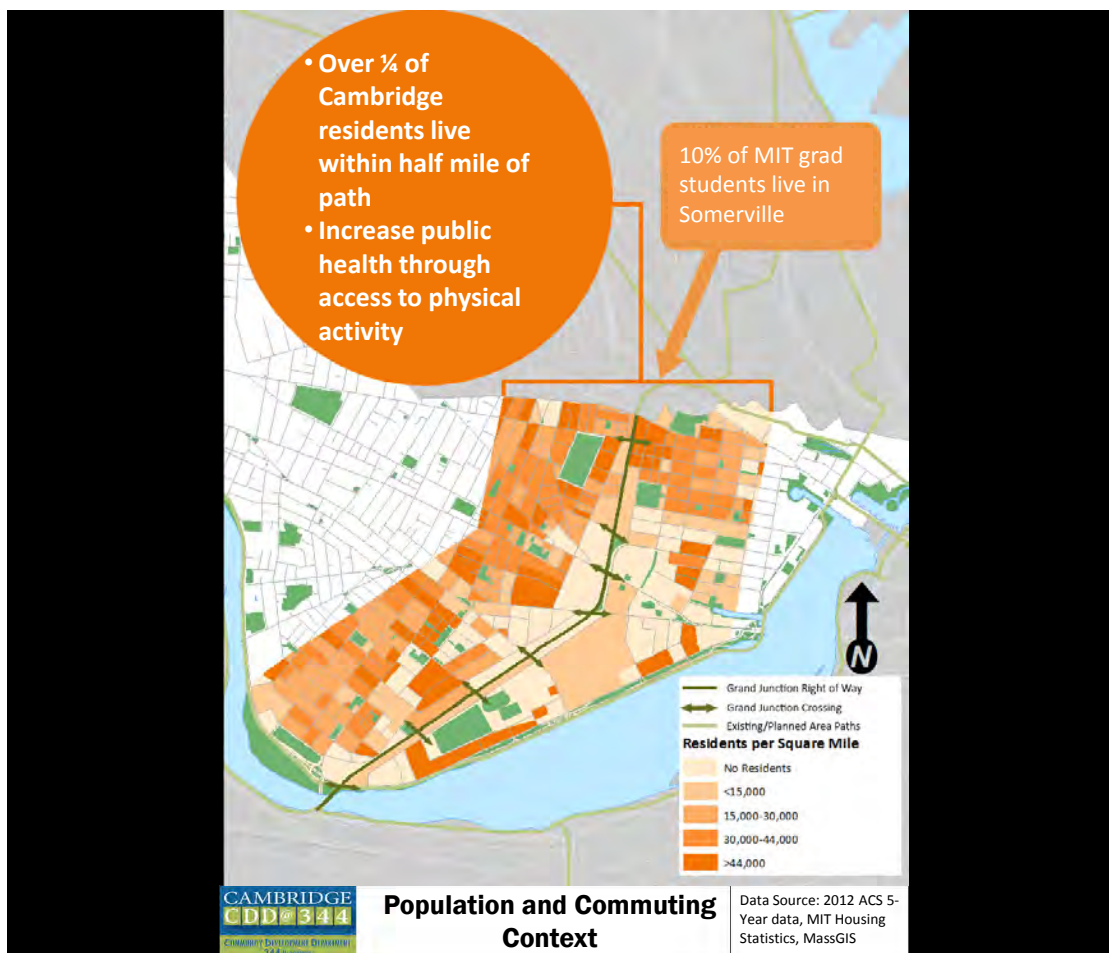 • Over ¼ of
Cambridge
residents live
within half mile of
path
• Increase public
health through
access to physical
activity
10% of MIT grad
students live in
Somerville
N
Grand Junction Right of Way
Grand Junction Crossing
Existing/Planned Area Paths
Residents per Square Mile
No Residents
<15,000
15,000-30,000
30,000-44,000
>44,000
CAMBRIDGE
CDD@344
COMMUNITY DEVELOPMENT DEPARTMENT
Population and Commuting
Context
Data Source: 2012 ACS 5-
Year data, MIT Housing
Statistics, MassGIS